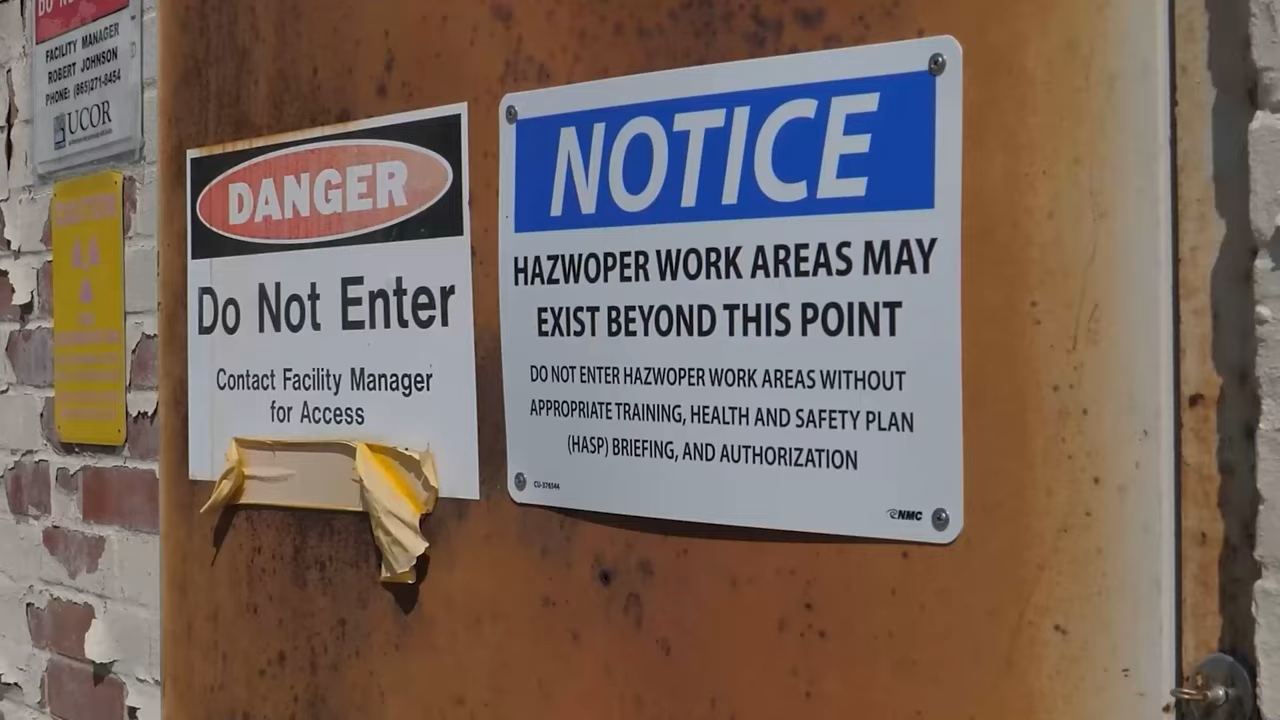 FACILITY MANAGER
ROBERT JOHNSON
PHONE: (865)271-8454
UCOR
DANGER
Do Not Enter
Contact Facility Manager
for Access
NOTICE
HAZWOPER WORK AREAS MAY
EXIST BEYOND THIS POINT
DO NOT ENTER HAZWOPER WORK AREAS WITHOUT
APPROPRIATE TRAINING, HEALTH AND SAFETY PLAN
(HASP) BRIEFING, AND AUTHORIZATION
CU-376544
NMC